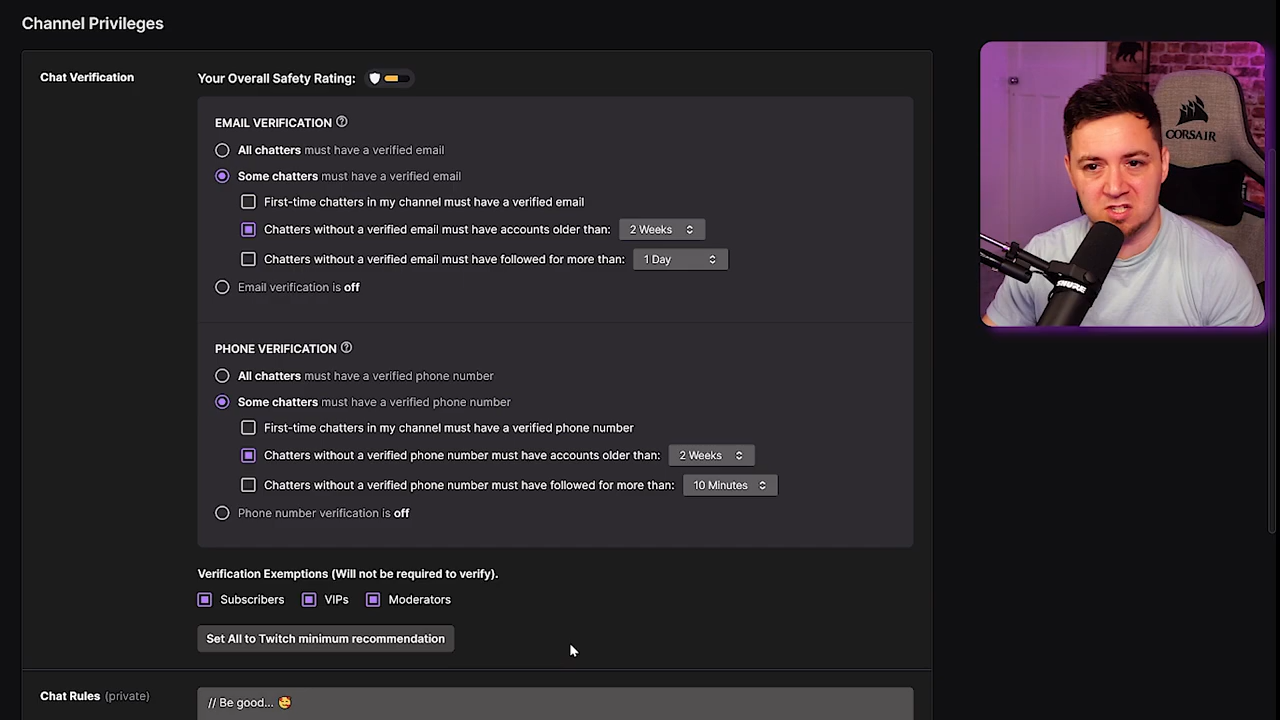 Channel Privileges
Chat Verification
Your Overall Safety Rating:
EMAIL VERIFICATION
All chatters must have a verified email
Some chatters must have a verified email
First-time chatters in my channel must have a verified email
Chatters without a verified email must have accounts older than: 2 Weeks
Chatters without a verified email must have followed for more than: 1 Day
Email verification is off
PHONE VERIFICATION
All chatters must have a verified phone number
Some chatters must have a verified phone number
First-time chatters in my channel must have a verified phone number
Chatters without a verified phone number must have accounts older than: 2 Weeks
Chatters without a verified phone number must have followed for more than: 10 Minutes
Phone number verification is off
Verification Exemptions (Will not be required to verify).
Subscribers VIPs Moderators
Set All to Twitch minimum recommendation
Chat Rules (private)
// Be good... 🥰
CORSAIR
SHURE